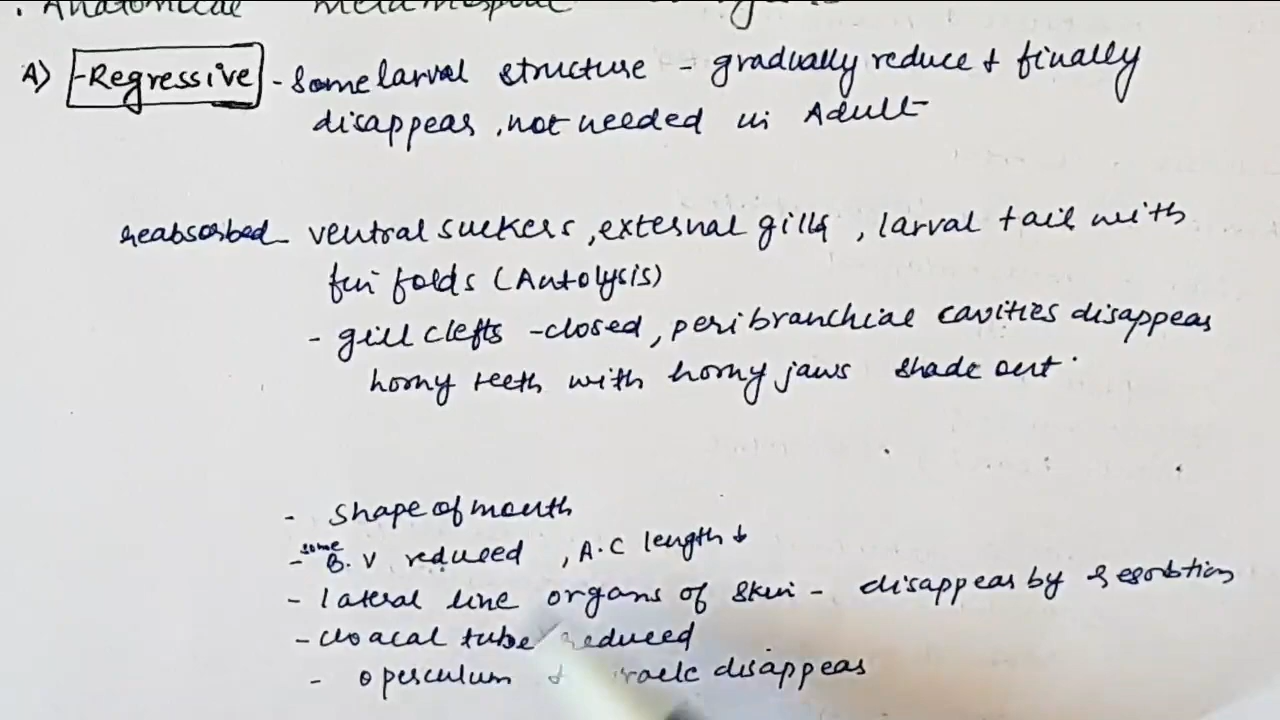 . Anatomical
A) -Regressive - Some larval structure - gradually reduce & finally
disappear, not needed in Adult
reabsorbed - ventral suckers, external gills, larval tail with
fin folds (Autolysis)
- gill clefts - closed, peribranchial cavities disappear
horny teeth with horny jaws shade out.
- shape of mouth
- some B.V reduced, A.C length ↓
- lateral line organs of skin - disappear by resorbtion
- cloacal tube reduced
- operculum & disappear